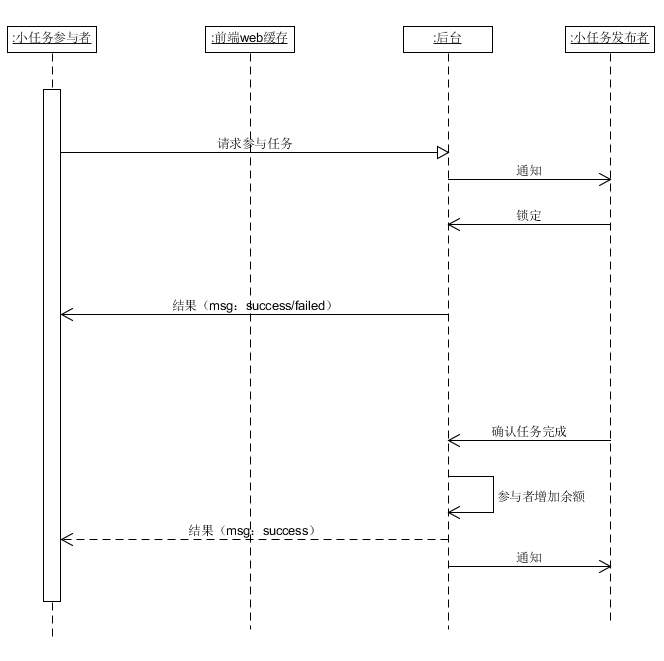 :小任务参与者
:前端web缓存
:后台
:小任务发布者
请求参与任务
通知
锁定
结果（msg：success/failed）
确认任务完成
参与者增加余额
结果（msg：success）
通知